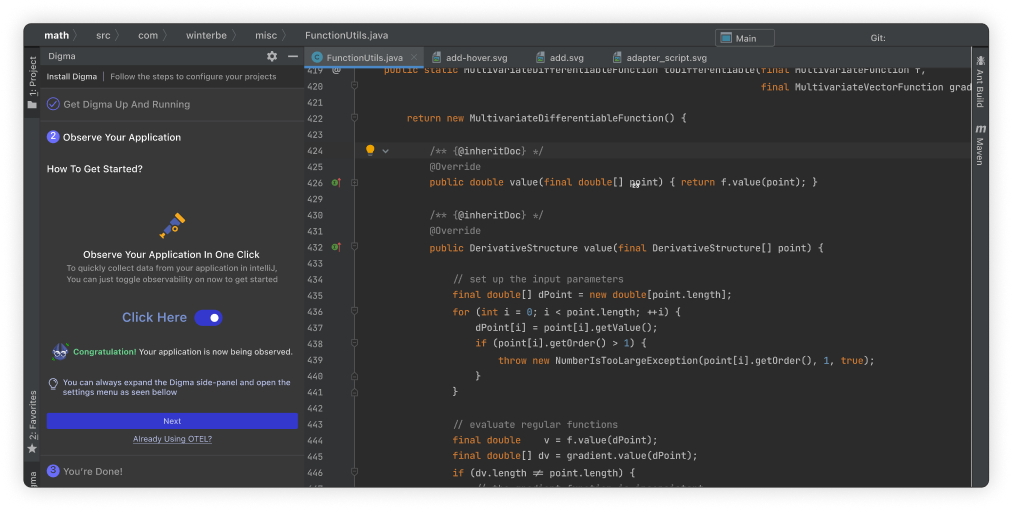 math 〉 src 〉 com 〉 winterbe 〉 misc 〉 FunctionUtils.java
Main
Git:
1: Project
2: Favorites
gma
Digma
Install Digma | Follow the steps to configure your projects
Get Digma Up And Running
2 Observe Your Application
How To Get Started?
Observe Your Application In One Click
To quickly collect data from your application in intelliJ,
You can just toggle observability on now to get started
Click Here
Congratulation! Your application is now being observed.
You can always expand the Digma side-panel and open the
settings menu as seen bellow
Next
Already Using OTEL?
3 You're Done!
FunctionUtils.java × add-hover.svg add.svg adapter_script.svg
419 @ public static MultivariateDifferentiableFunction toDifferentiable(final MultivariateFunction f,
420 final MultivariateVectorFunction grad
421
422 return new MultivariateDifferentiableFunction() {
423
424 /** {@inheritDoc} */
425 @Override
426 public double value(final double[] point) { return f.value(point); }
429
430 /** {@inheritDoc} */
431 @Override
432 public DerivativeStructure value(final DerivativeStructure[] point) {
433
434 // set up the input parameters
435 final double[] dPoint = new double[point.length];
436 for (int i = 0; i < point.length; ++i) {
437 dPoint[i] = point[i].getValue();
438 if (point[i].getOrder() > 1) {
439 throw new NumberIsTooLargeException(point[i].getOrder(), 1, true);
440 }
441 }
442
443 // evaluate regular functions
444 final double    v = f.value(dPoint);
445 final double[] dv = gradient.value(dPoint);
446 if (dv.length ≠ point.length) {
Ant Build
m Maven